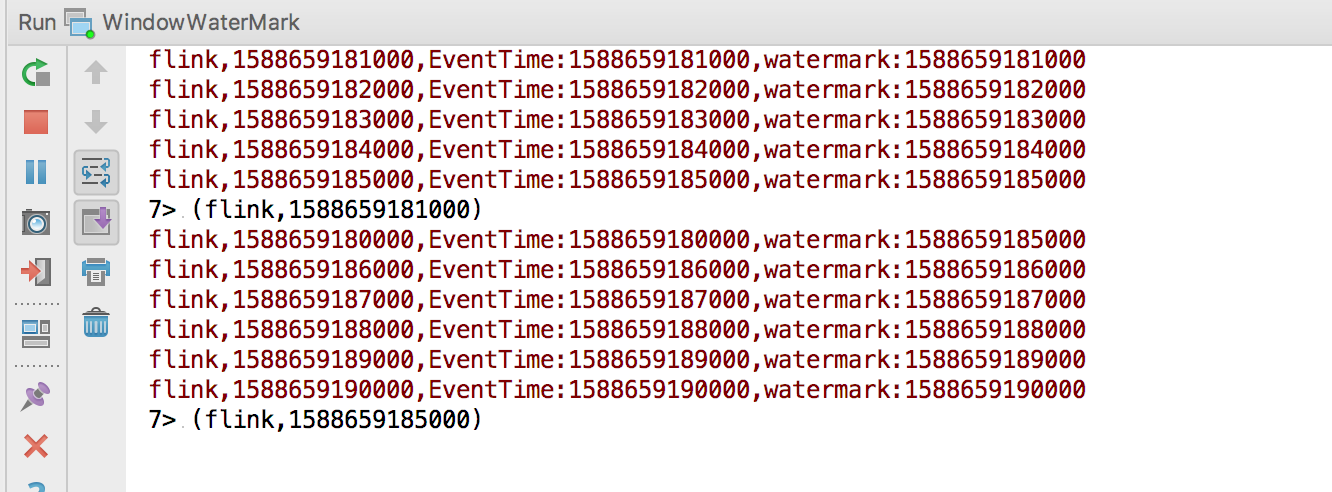 Run WindowWaterMark
flink,1588659181000,EventTime:1588659181000,watermark:1588659181000
flink,1588659182000,EventTime:1588659182000,watermark:1588659182000
flink,1588659183000,EventTime:1588659183000,watermark:1588659183000
flink,1588659184000,EventTime:1588659184000,watermark:1588659184000
flink,1588659185000,EventTime:1588659185000,watermark:1588659185000
7> (flink,1588659181000)
flink,1588659180000,EventTime:1588659180000,watermark:1588659185000
flink,1588659186000,EventTime:1588659186000,watermark:1588659186000
flink,1588659187000,EventTime:1588659187000,watermark:1588659187000
flink,1588659188000,EventTime:1588659188000,watermark:1588659188000
flink,1588659189000,EventTime:1588659189000,watermark:1588659189000
flink,1588659190000,EventTime:1588659190000,watermark:1588659190000
7> (flink,1588659185000)